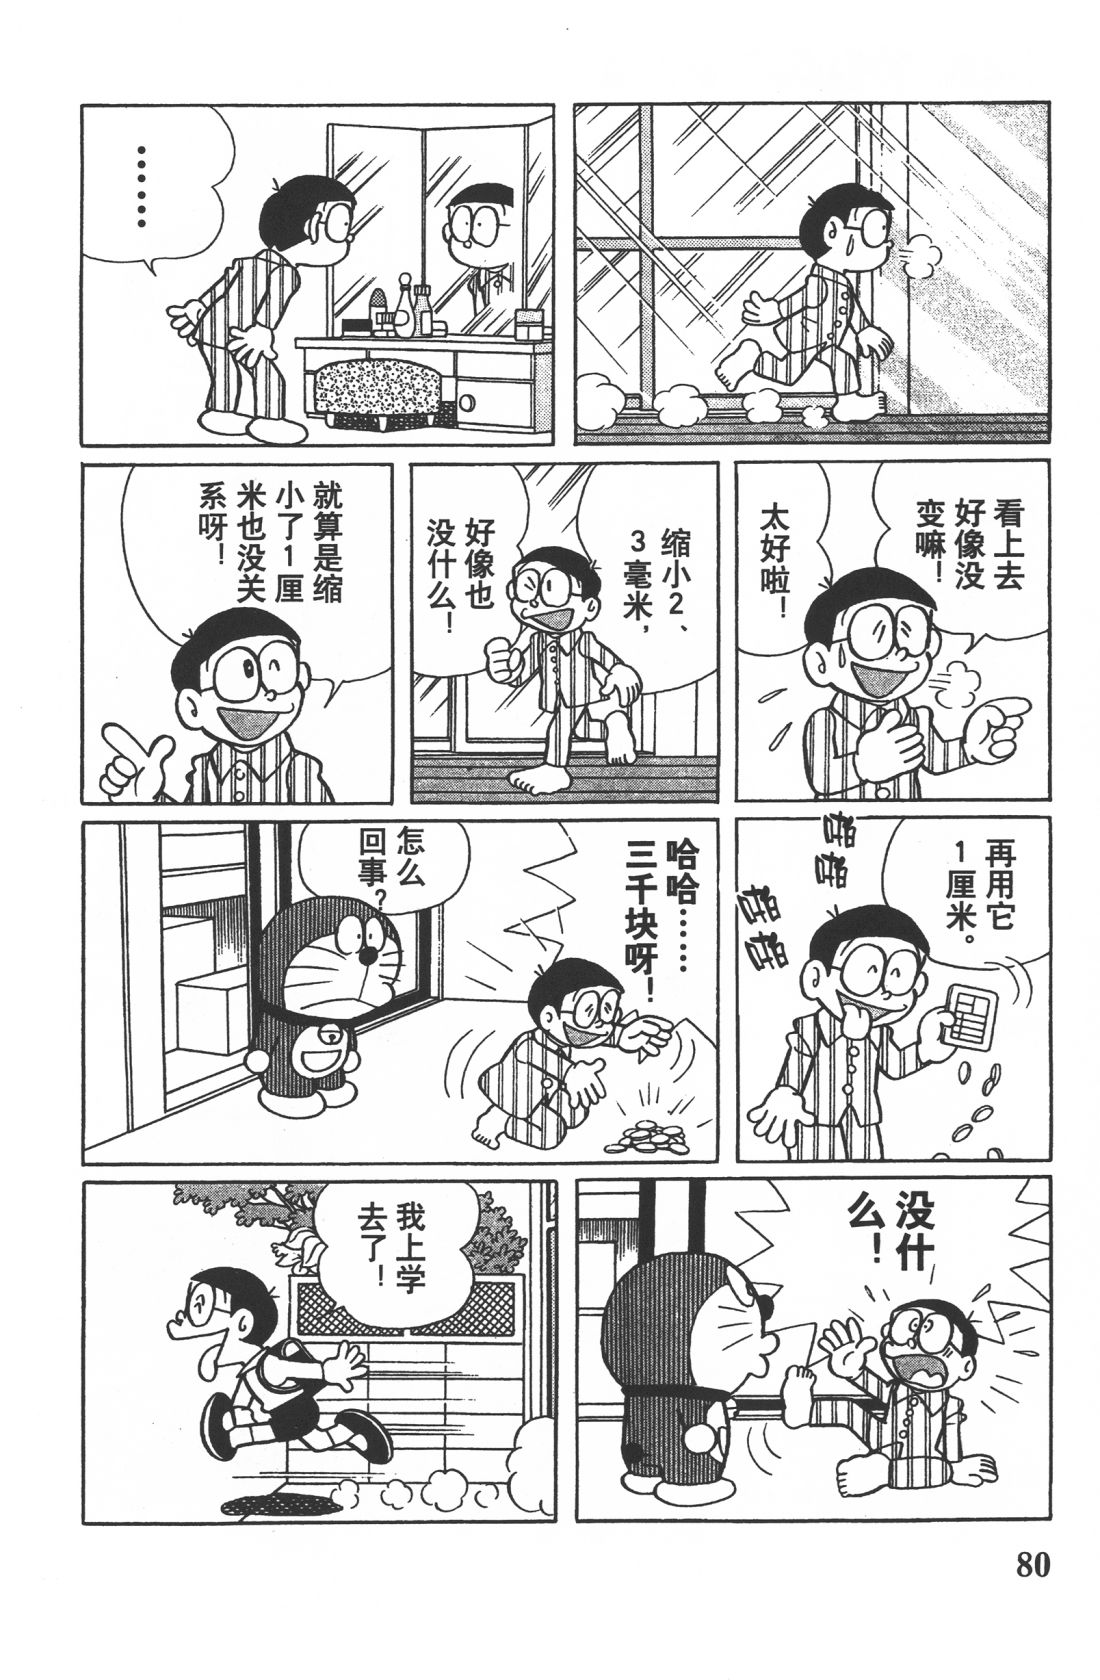 ……
看上去
好像没
变嘛！
太好啦！
缩小2、
3毫米，
好像也
没什么！
就算是缩
小了1厘
米也没关
系呀！
再用它
1厘米。
哈哈……
三千块呀！
怎么
回事？
没什
么！
我上学
去了！
80